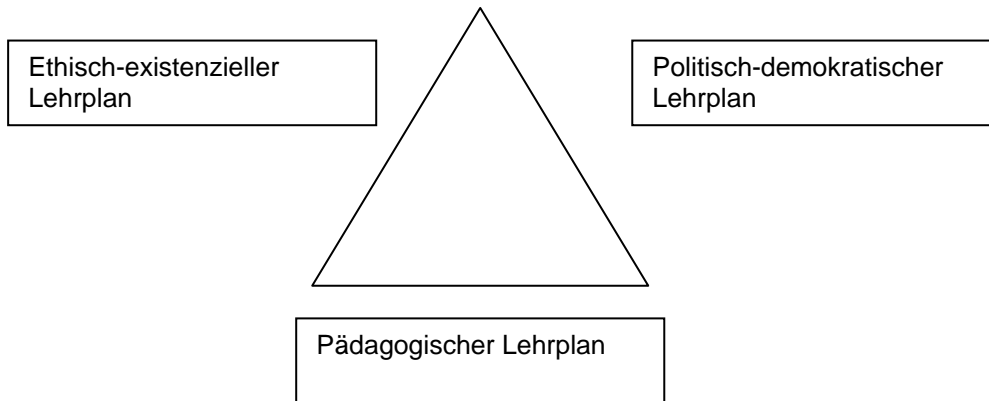 Ethisch-existenzieller
Lehrplan
Politisch-demokratischer
Lehrplan
Pädagogischer Lehrplan